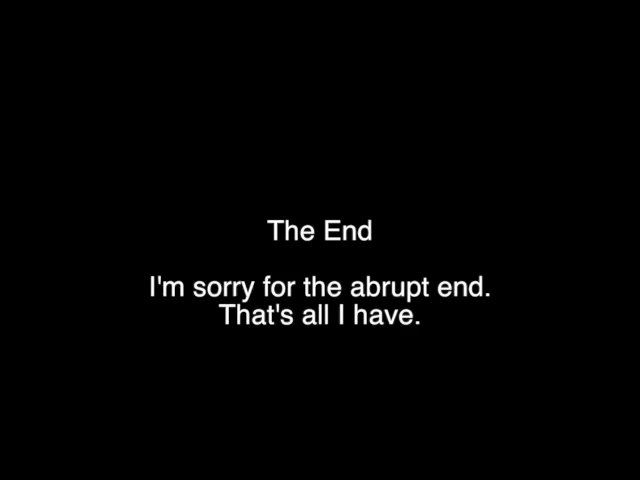 The End
I'm sorry for the abrupt end.
That's all I have.